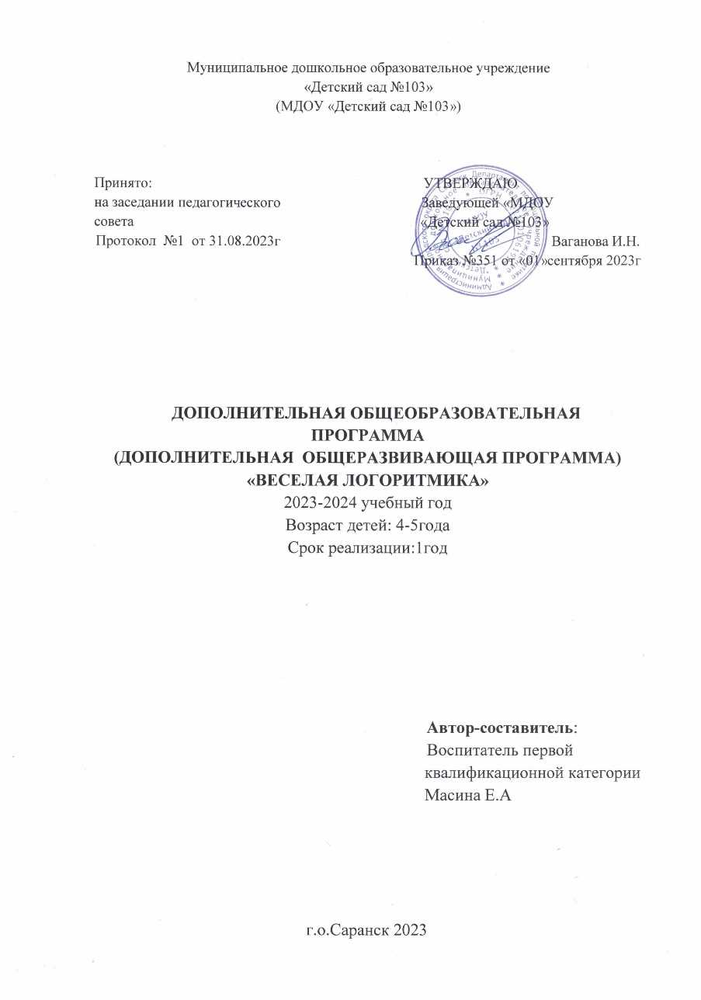 Муниципальное дошкольное образовательное учреждение
«Детский сад №103»
(МДОУ «Детский сад №103»)
Принято:
на заседании педагогического
совета
Протокол №1 от 31.08.2023г
УТВЕРЖДАЮ
Заведующей «МДОУ
«Детский сад №103»
Ваганова И.Н.
Приказ №351 от «01»сентября 2023г
ДОПОЛНИТЕЛЬНАЯ ОБЩЕОБРАЗОВАТЕЛЬНАЯ
ПРОГРАММА
(ДОПОЛНИТЕЛЬНАЯ ОБЩЕРАЗВИВАЮЩАЯ ПРОГРАММА)
«ВЕСЕЛАЯ ЛОГОРИТМИКА»
2023-2024 учебный год
Возраст детей: 4-5года
Срок реализации:1год
Автор-составитель:
Воспитатель первой
квалификационной категории
Масина Е.А
г.о.Саранск 2023